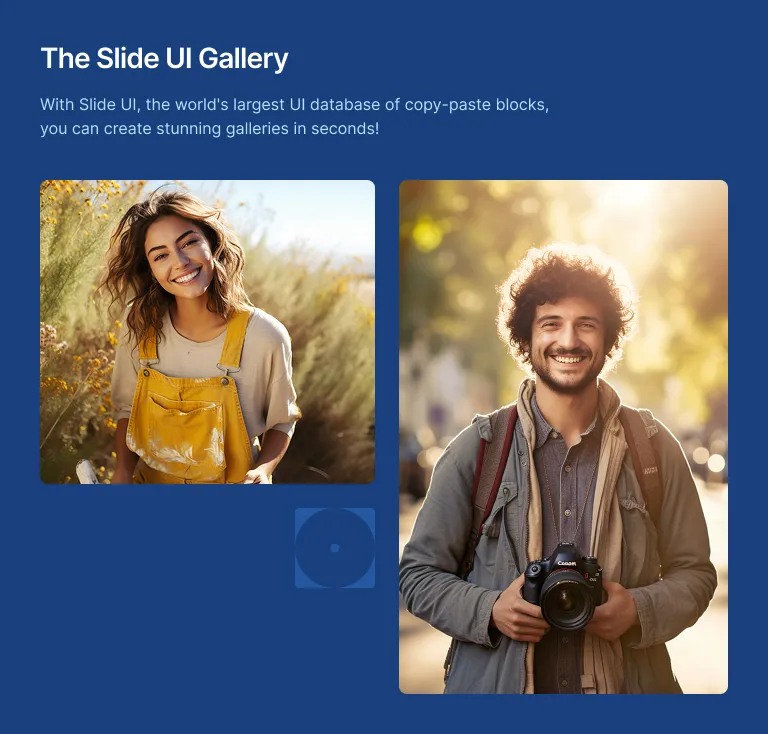 The Slide UI Gallery
With Slide UI, the world's largest UI database of copy-paste blocks,
you can create stunning galleries in seconds!
Canon